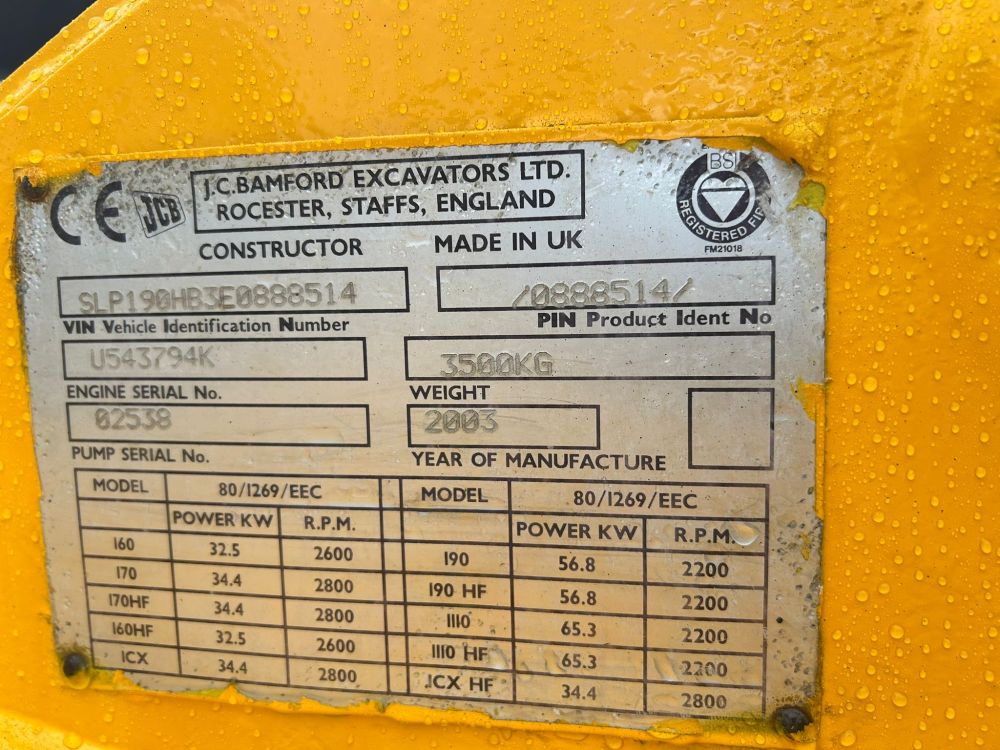 CE JCB J.C.BAMFORD EXCAVATORS LTD.
ROCESTER, STAFFS, ENGLAND
BSI
REGISTERED
FM21018
CONSTRUCTOR MADE IN UK
SLP190HB3E0888514 /0888514/
VIN Vehicle Identification Number PIN Product Ident No
U543794K 3500KG
ENGINE SERIAL No. WEIGHT
02538 2003
PUMP SERIAL No. YEAR OF MANUFACTURE
MODEL 80/1269/EEC MODEL 80/1269/EEC
POWER KW R.P.M. POWER KW R.P.M.
160 32.5 2600 190 56.8 2200
170 34.4 2800 190 HF 56.8 2200
170HF 34.4 2800 1110 65.3 2200
160HF 32.5 2600 1110 HF 65.3 2200
1CX 34.4 2800 1CX HF 34.4 2800